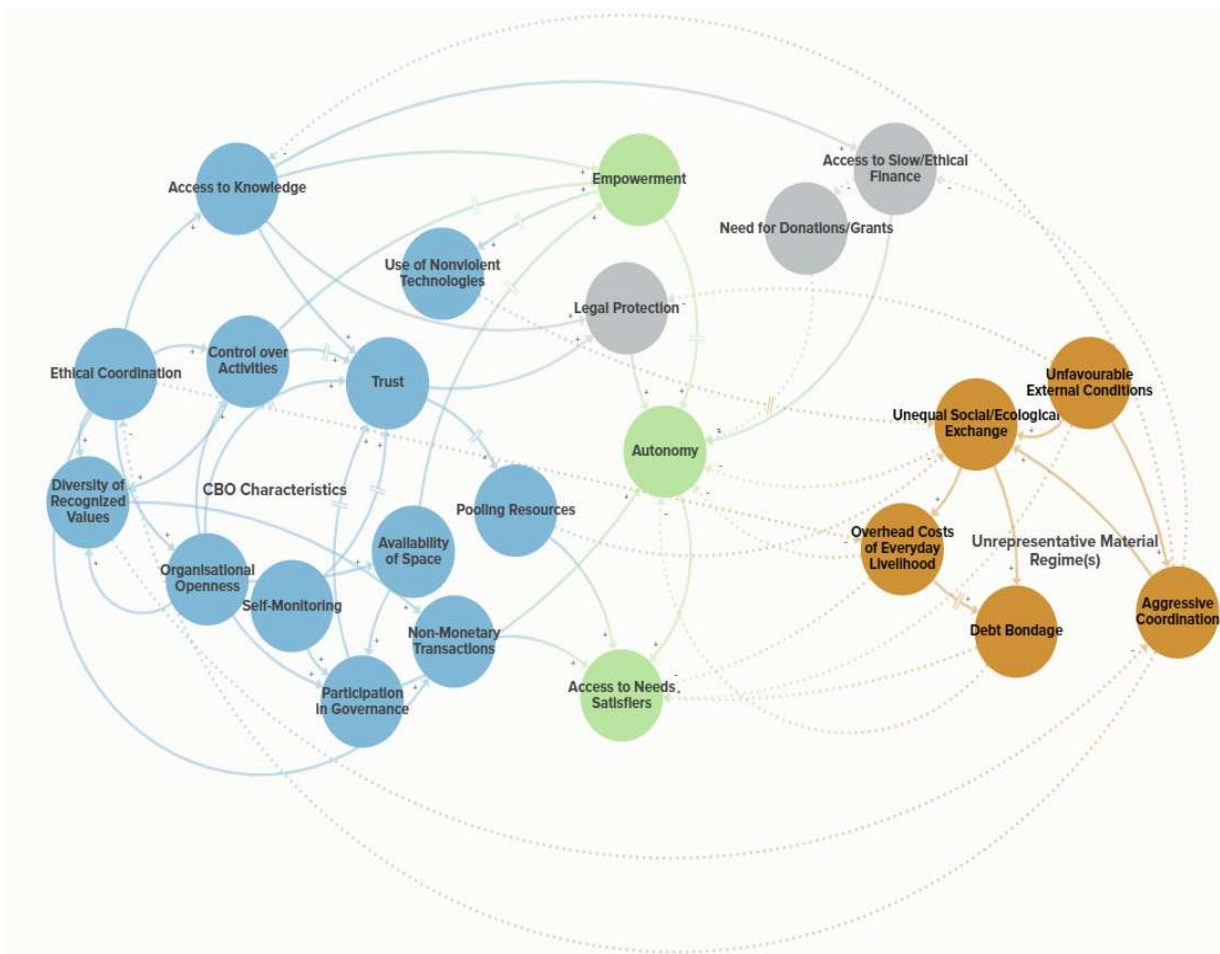 Access to Knowledge
Empowerment
Access to Slow/Ethical
Finance
Need for Donations/Grants
Use of Nonviolent
Technologies
Legal Protection
Ethical Coordination
Control over
Activities
Trust
Unfavourable
External Conditions
Unequal Social/Ecological
Exchange
Autonomy
Diversity of
Recognized
Values
CBO Characteristics
Pooling Resources
Availability
of Space
Overhead Costs
of Everyday
Livelihood
Unrepresentative Material
Regime(s)
Organisational
Openness
Self-Monitoring
Non-Monetary
Transactions
Debt Bondage
Aggressive
Coordination
Participation
in Governance
Access to Needs
Satisfiers